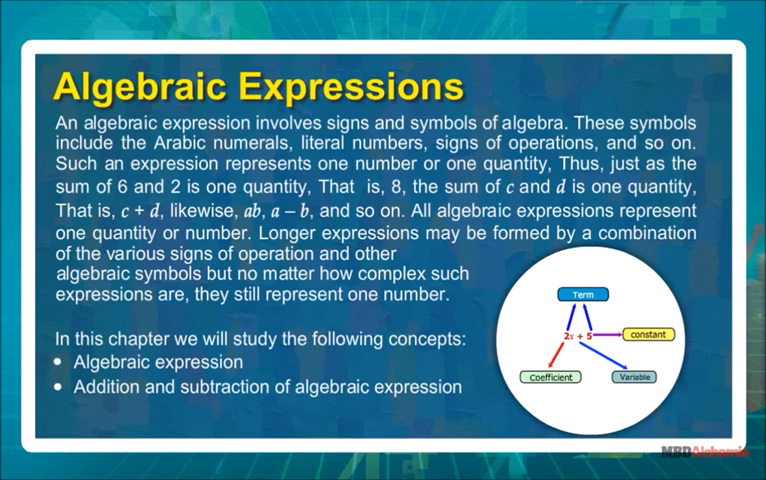 Algebraic Expressions
An algebraic expression involves signs and symbols of algebra. These symbols
include the Arabic numerals, literal numbers, signs of operations, and so on.
Such an expression represents one number or one quantity, Thus, just as the
sum of 6 and 2 is one quantity, That is, 8, the sum of c and d is one quantity,
That is, c + d, likewise, ab, a – b, and so on. All algebraic expressions represent
one quantity or number. Longer expressions may be formed by a combination
of the various signs of operation and other
algebraic symbols but no matter how complex such
expressions are, they still represent one number.
In this chapter we will study the following concepts:
• Algebraic expression
• Addition and subtraction of algebraic expression
Term
2x + 5
constant
Coefficient
Variable
MBDAlchemie